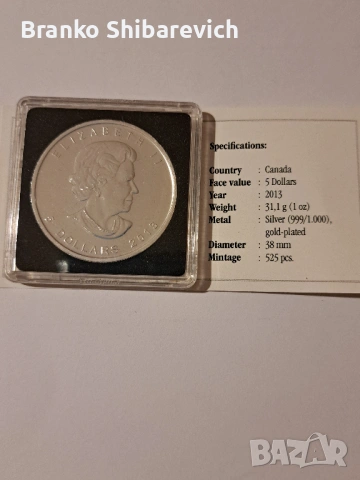 Branko Shibarevich
ELIZABETH II
5 DOLLARS 2013
Specifications:
Country : Canada
Face value : 5 Dollars
Year : 2013
Weight : 31,1 g (1 oz)
Metal : Silver (999/1.000),
gold-plated
Diameter : 38 mm
Mintage : 525 pcs.
BAZAR